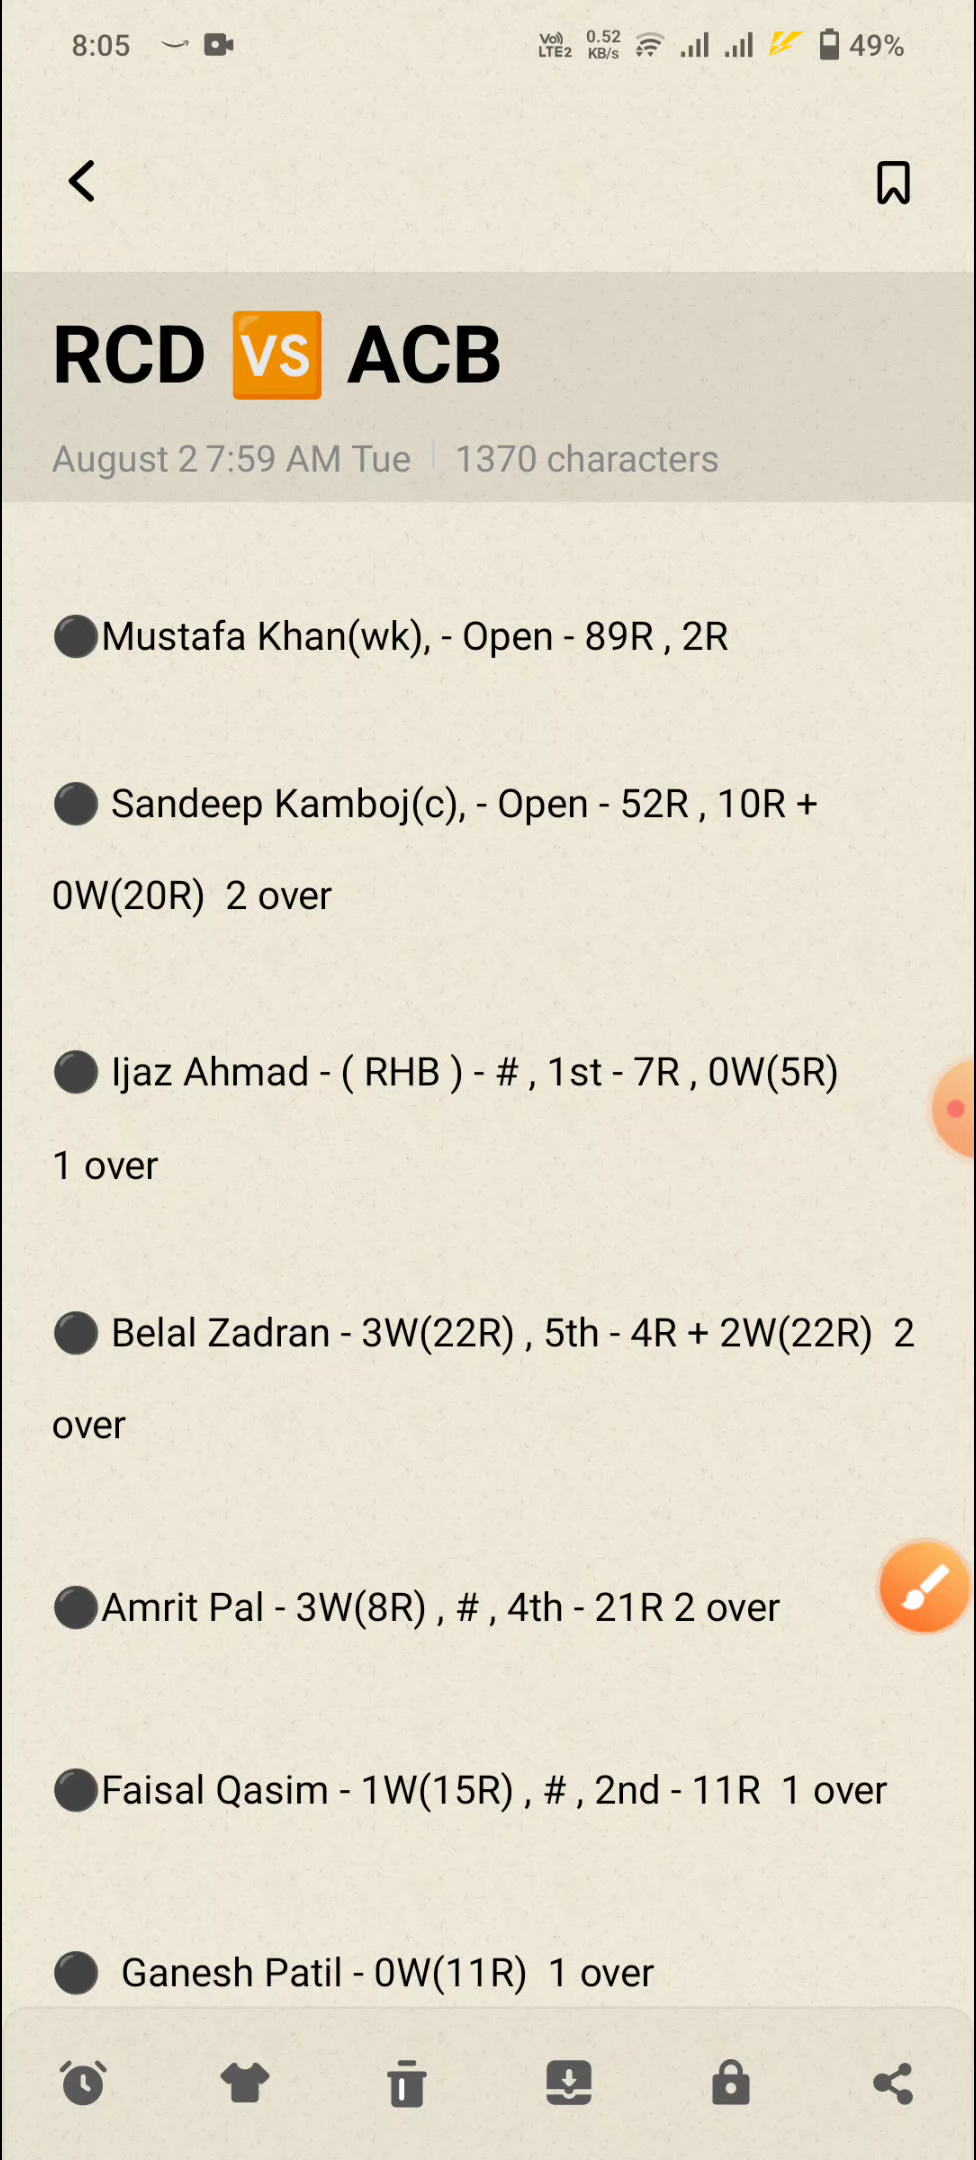 8:05 Vo)) LTE2 0.52 KB/s 49%
RCD 🆚 ACB
August 2 7:59 AM Tue | 1370 characters
⚫Mustafa Khan(wk), - Open - 89R , 2R
⚫ Sandeep Kamboj(c), - Open - 52R , 10R +
0W(20R)  2 over
⚫ Ijaz Ahmad - ( RHB ) - # , 1st - 7R , 0W(5R)
1 over
⚫ Belal Zadran - 3W(22R) , 5th - 4R + 2W(22R)  2
over
⚫Amrit Pal - 3W(8R) , # , 4th - 21R 2 over
⚫Faisal Qasim - 1W(15R) , # , 2nd - 11R  1 over
⚫  Ganesh Patil - 0W(11R)  1 over